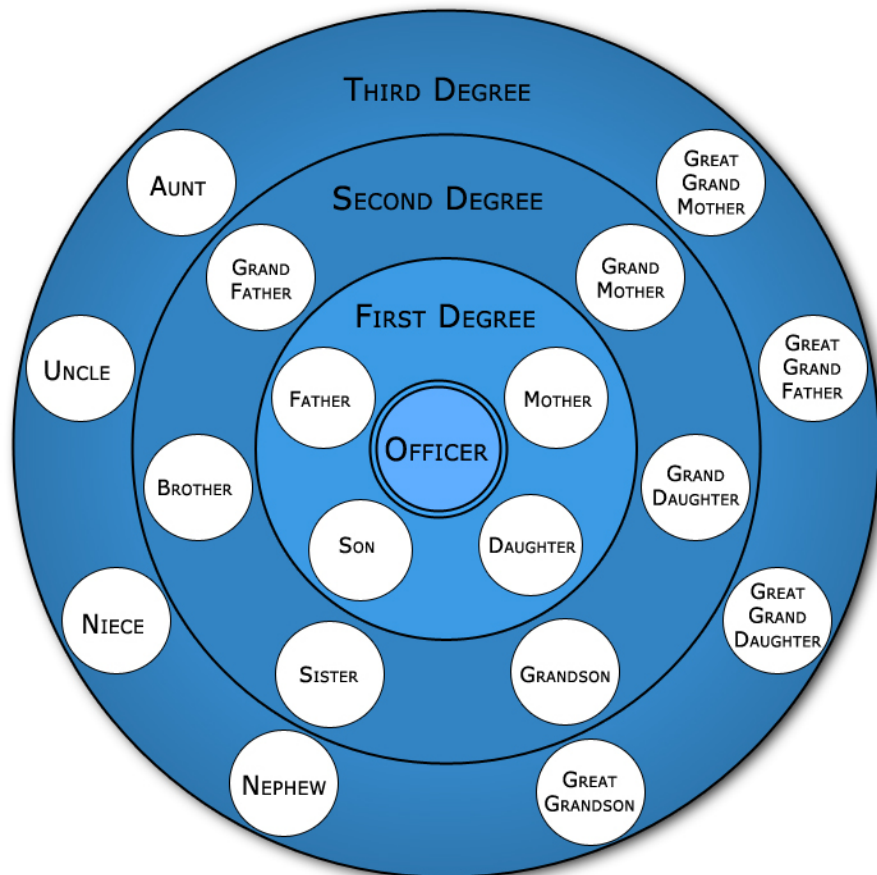 Third Degree
Aunt
Great
Grand
Mother
Second Degree
Grand
Father
Grand
Mother
First Degree
Uncle
Great
Grand
Father
Father
Mother
Officer
Brother
Grand
Daughter
Son
Daughter
Niece
Great
Grand
Daughter
Sister
Grandson
Nephew
Great
Grandson